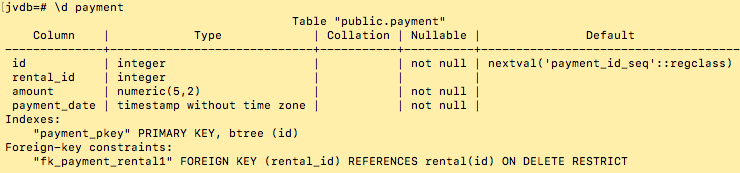 [jvdb=# \d payment
Table "public.payment"
Column | Type | Collation | Nullable | Default
-------------+-----------------------------+-----------+----------+-------------------------------------
id | integer | | not null | nextval('payment_id_seq'::regclass)
rental_id | integer | | |
amount | numeric(5,2) | | not null |
payment_date | timestamp without time zone | | not null |
Indexes:
"payment_pkey" PRIMARY KEY, btree (id)
Foreign-key constraints:
"fk_payment_rental1" FOREIGN KEY (rental_id) REFERENCES rental(id) ON DELETE RESTRICT